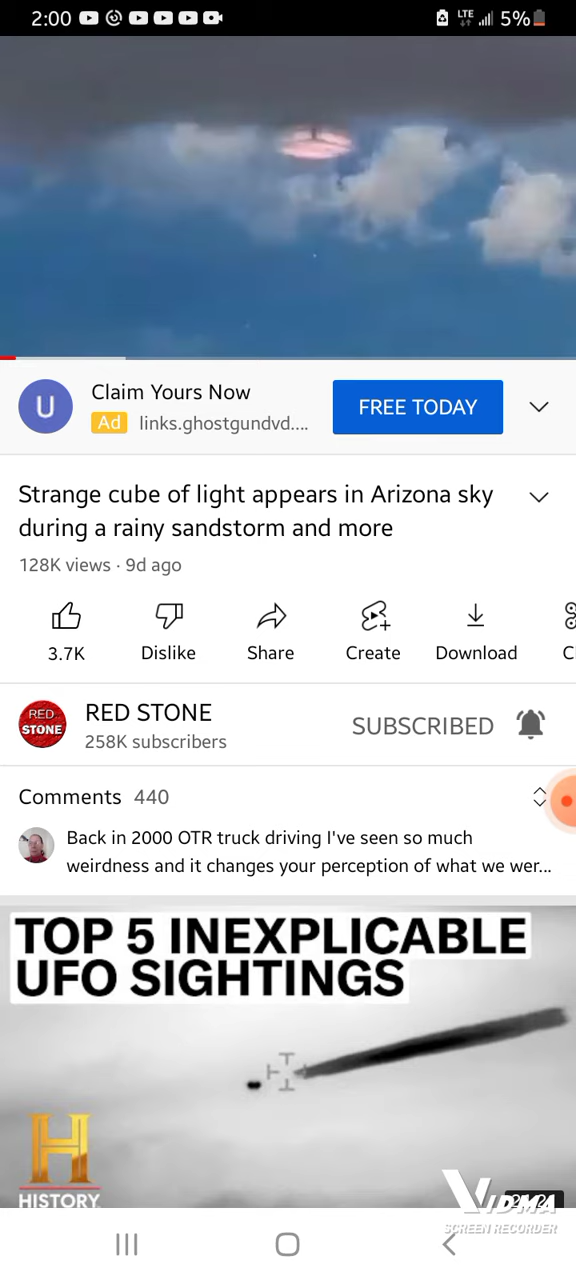 2:00
LTE
5%
U
Claim Yours Now
Ad links.ghostgundvd....
FREE TODAY
Strange cube of light appears in Arizona sky
during a rainy sandstorm and more
128K views · 9d ago
3.7K
Dislike
Share
Create
Download
RED
STONE
RED STONE
258K subscribers
SUBSCRIBED
Comments 440
Back in 2000 OTR truck driving I've seen so much
weirdness and it changes your perception of what we wer...
TOP 5 INEXPLICABLE
UFO SIGHTINGS
H
HISTORY
VIDMA
SCREEN RECORDER